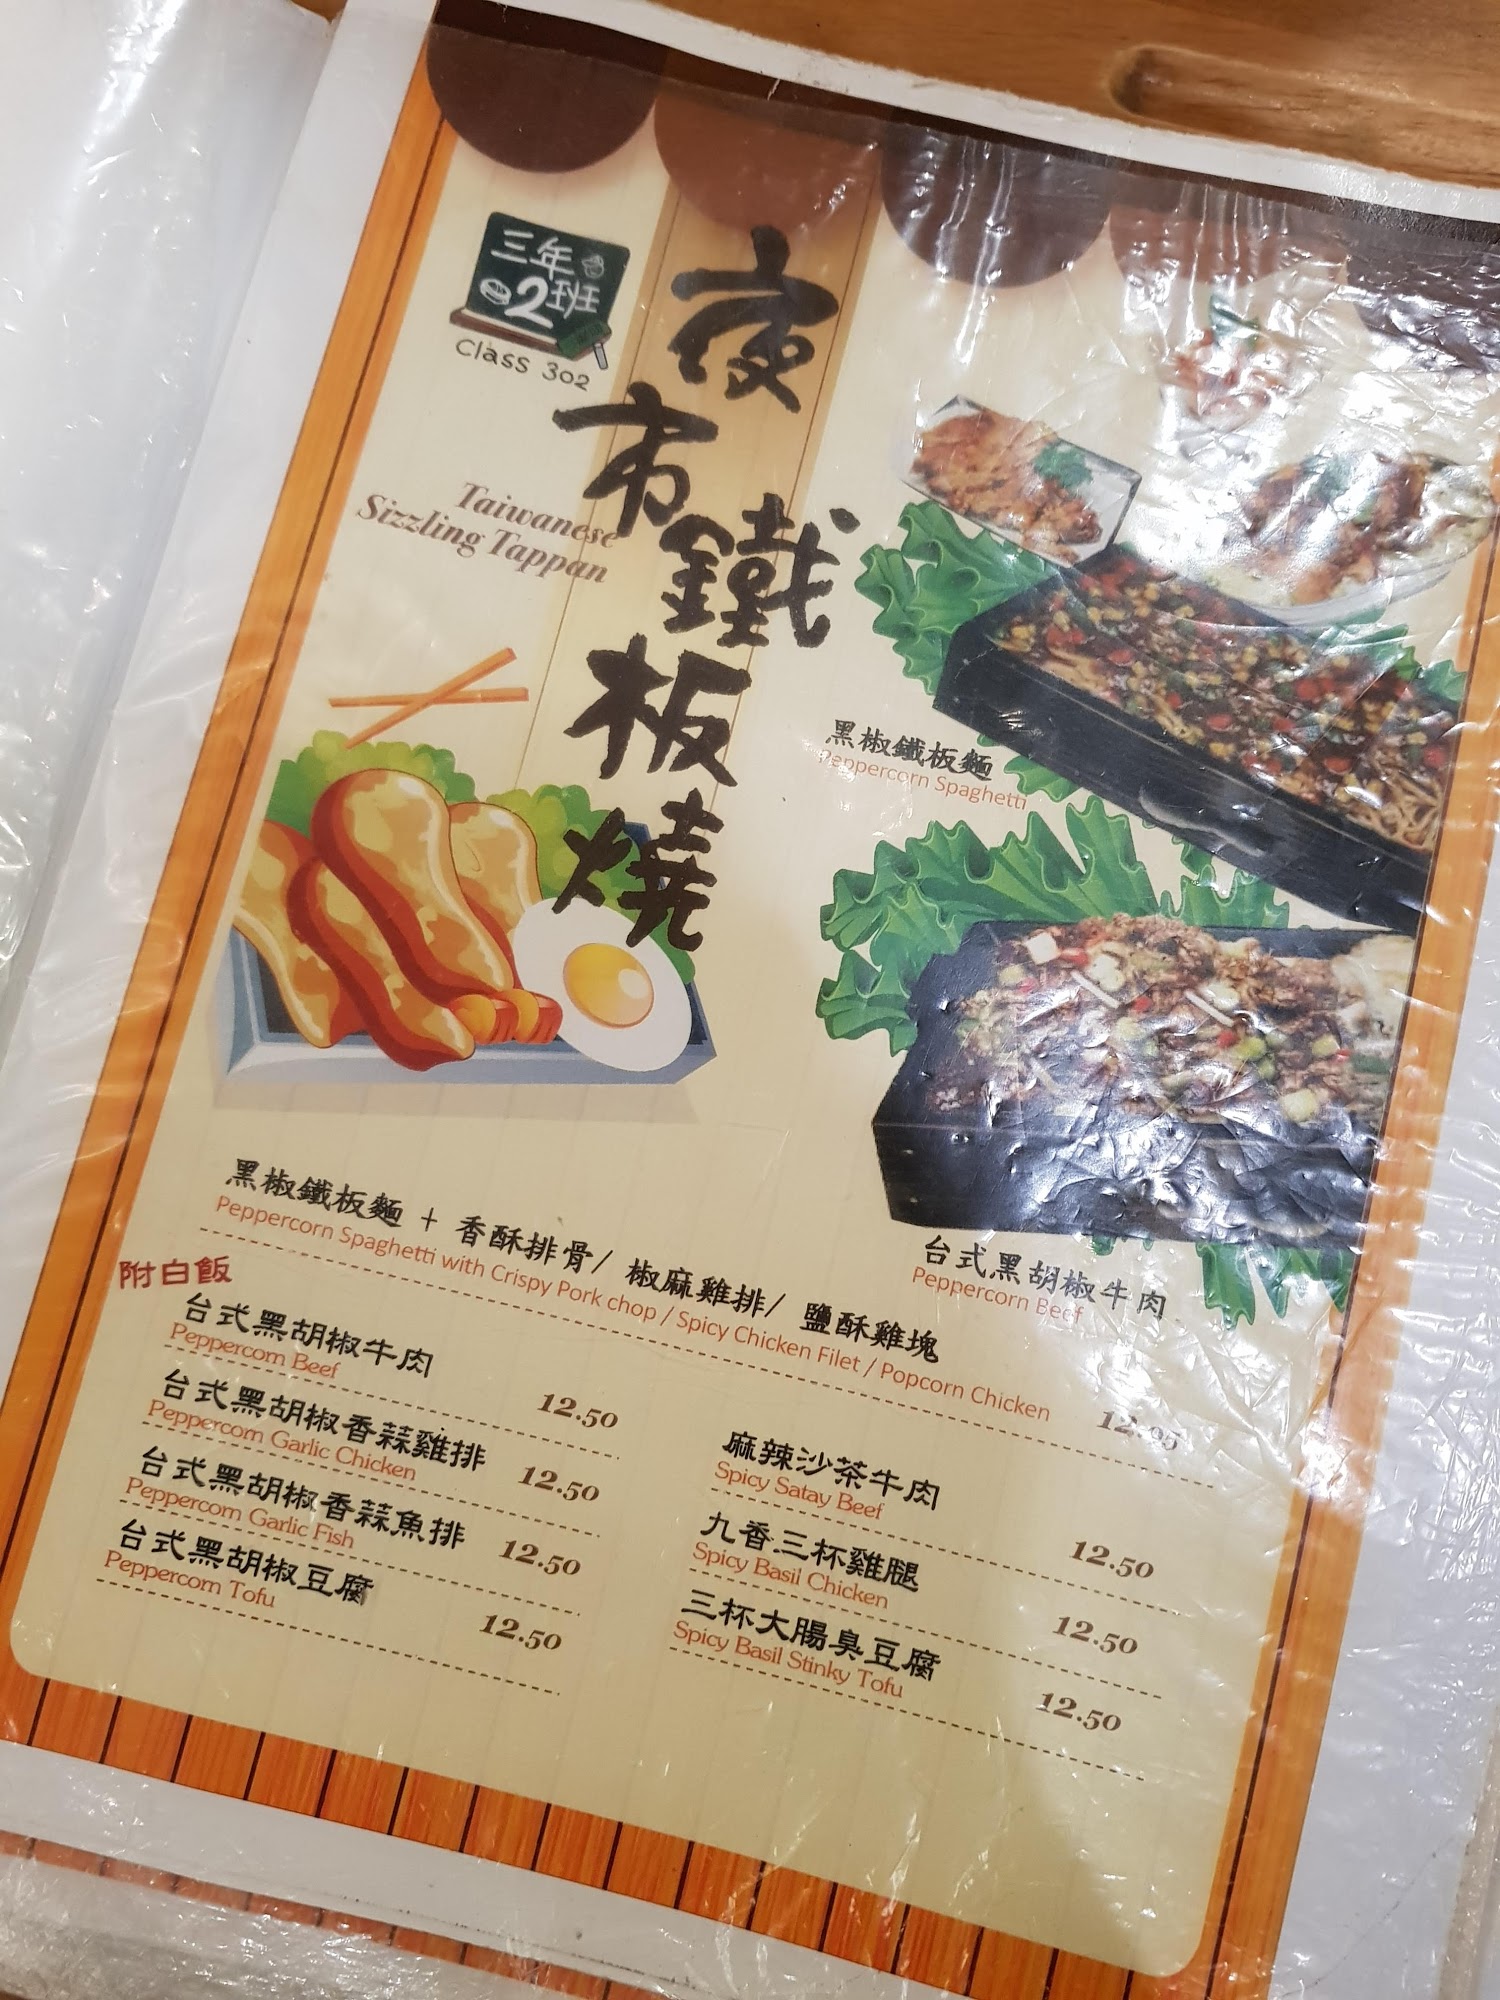 三年
2班
Class 302
夜市鐵板燒
Taiwanese
Sizzling Tappan
黑椒鐵板麵
Peppercorn Spaghetti
台式黑胡椒牛肉
Peppercorn Beef
黑椒鐵板麵 + 香酥排骨/ 椒麻雞排/ 鹽酥雞塊
Peppercorn Spaghetti with Crispy Pork chop / Spicy Chicken Filet / Popcorn Chicken 12.95
附白飯
台式黑胡椒牛肉
Peppercorn Beef 12.50
台式黑胡椒香蒜雞排
Peppercorn Garlic Chicken 12.50
台式黑胡椒香蒜魚排
Peppercorn Garlic Fish 12.50
台式黑胡椒豆腐
Peppercorn Tofu 12.50
麻辣沙茶牛肉
Spicy Satay Beef 12.50
九香三杯雞腿
Spicy Basil Chicken 12.50
三杯大腸臭豆腐
Spicy Basil Stinky Tofu 12.50